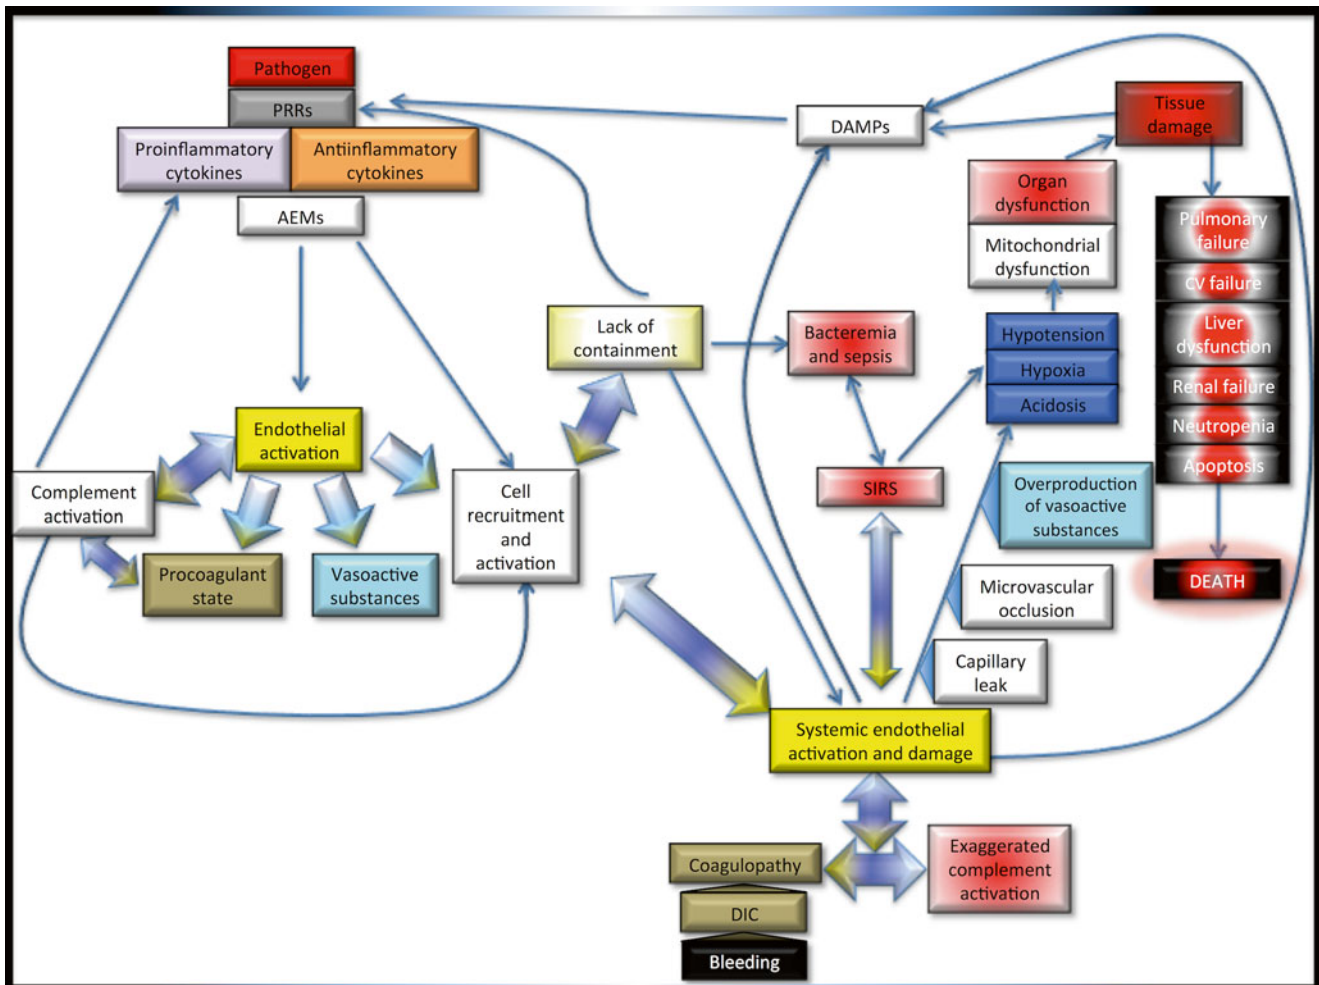 Pathogen
PRRs
Proinflammatory
cytokines
Antiinflammatory
cytokines
AEMs
DAMPs
Tissue
damage
Organ
dysfunction
Mitochondrial
dysfunction
Pulmonary
failure
CV failure
Liver
dysfunction
Renal failure
Neutropenia
Apoptosis
DEATH
Lack of
containment
Bacteremia
and sepsis
Hypotension
Hypoxia
Acidosis
Endothelial
activation
Complement
activation
Cell
recruitment
and
activation
SIRS
Overproduction
of vasoactive
substances
Procoagulant
state
Vasoactive
substances
Microvascular
occlusion
Capillary
leak
Systemic endothelial
activation and damage
Coagulopathy
DIC
Bleeding
Exaggerated
complement
activation